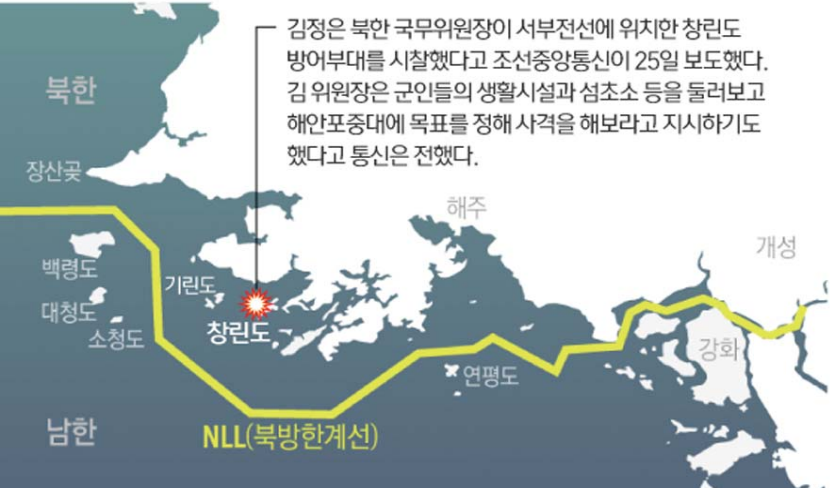 김정은 북한 국무위원장이 서부전선에 위치한 창린도
방어부대를 시찰했다고 조선중앙통신이 25일 보도했다.
김 위원장은 군인들의 생활시설과 섬초소 등을 둘러보고
해안포중대에 목표를 정해 사격을 해보라고 지시하기도
했다고 통신은 전했다.
북한
장산곶
해주
개성
백령도
기린도
대청도
창린도
소청도
강화
연평도
남한
NLL(북방한계선)